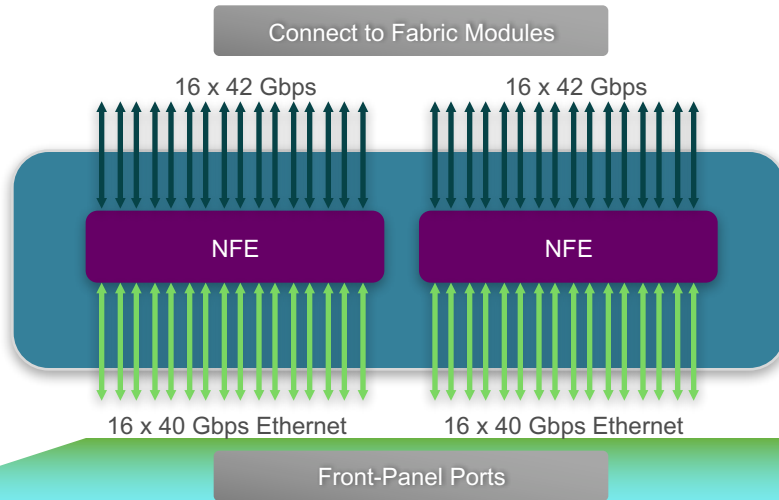 Connect to Fabric Modules
16 x 42 Gbps
16 x 42 Gbps
NFE
NFE
16 x 40 Gbps Ethernet
16 x 40 Gbps Ethernet
Front-Panel Ports